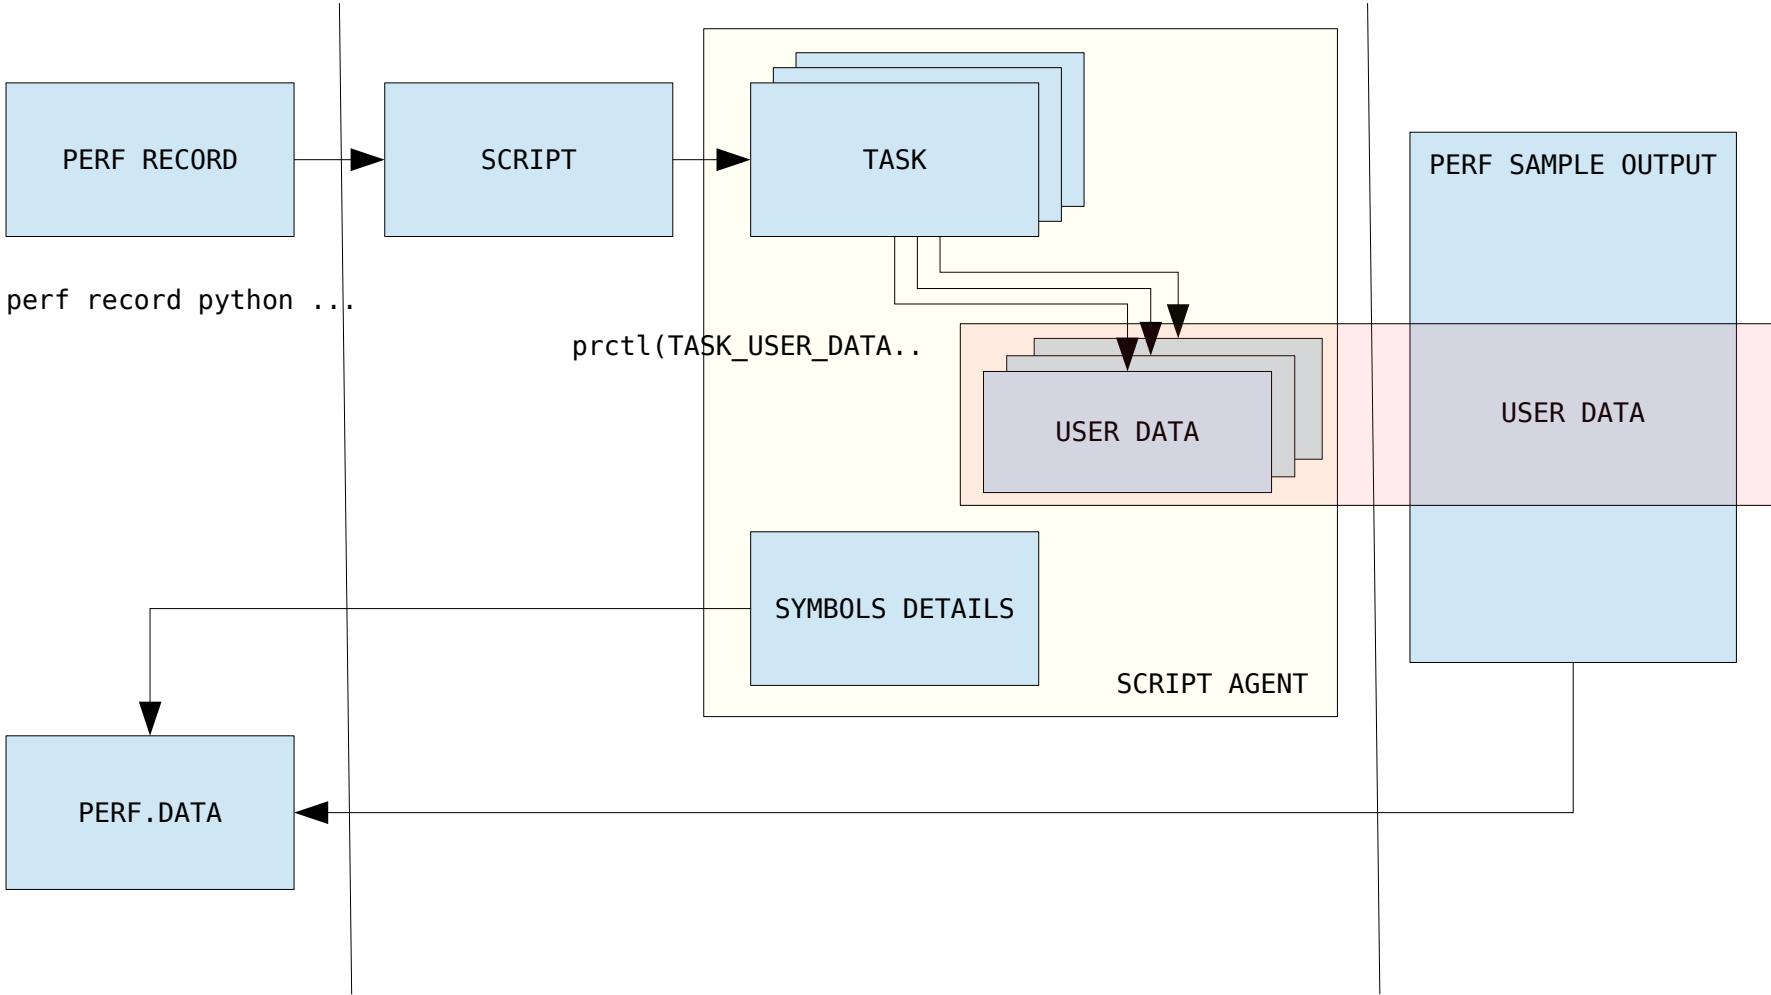 PERF RECORD
SCRIPT
TASK
PERF SAMPLE OUTPUT
perf record python ...
prctl(TASK_USER_DATA..
USER DATA
USER DATA
SYMBOLS DETAILS
SCRIPT AGENT
PERF.DATA